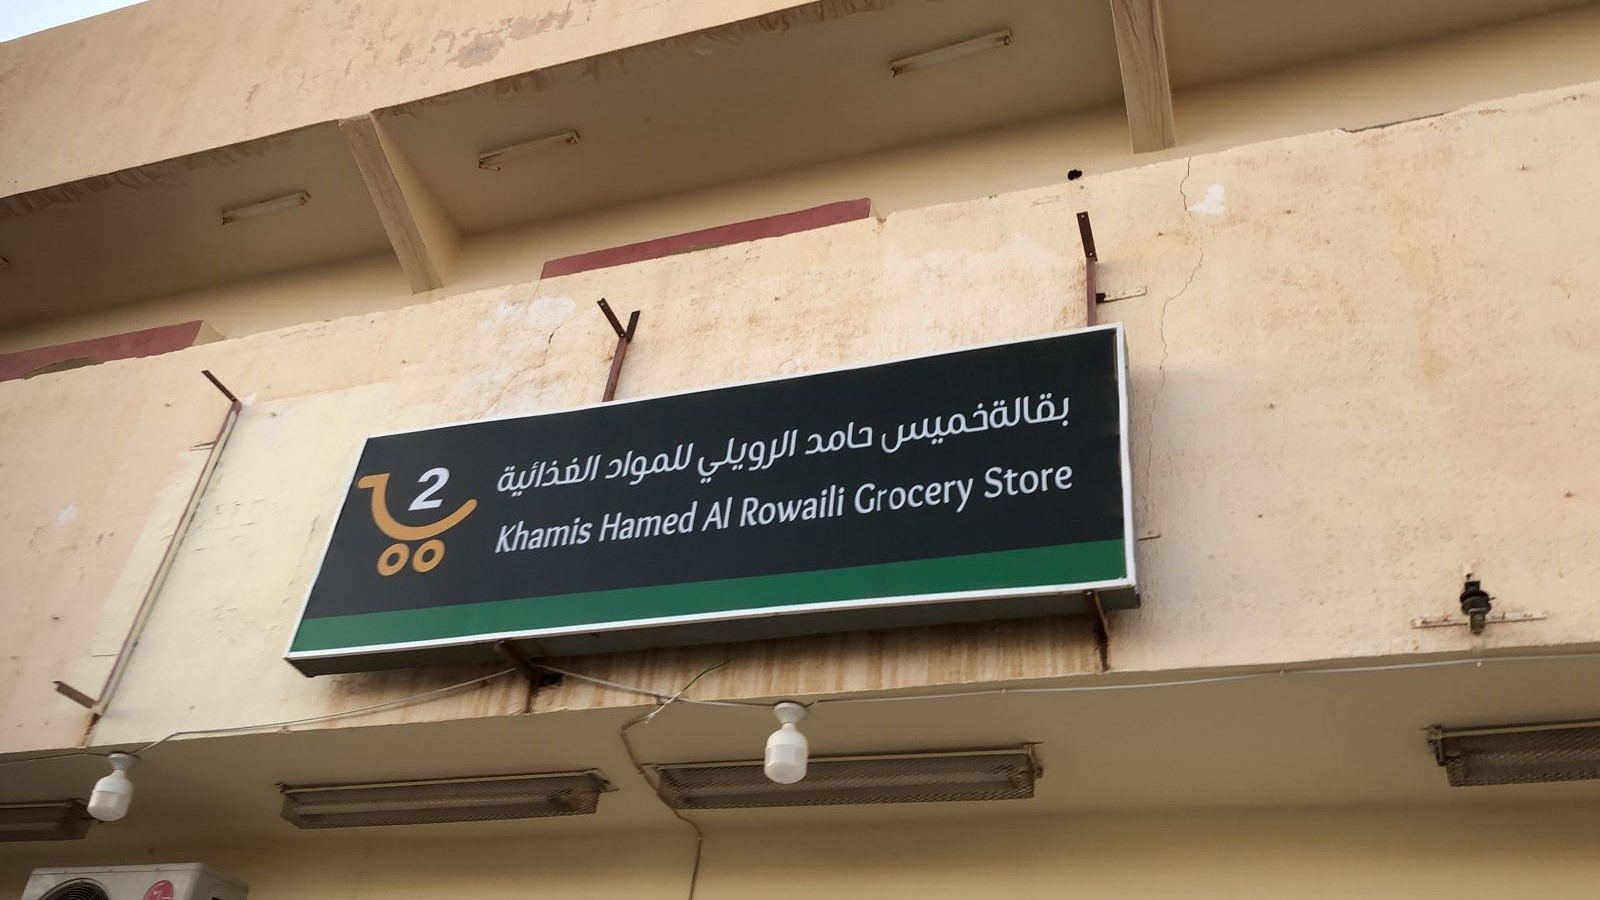 بقالةخميس حامد الرويلي للمواد الغذائية
Khamis Hamed Al Rowaili Grocery Store
2